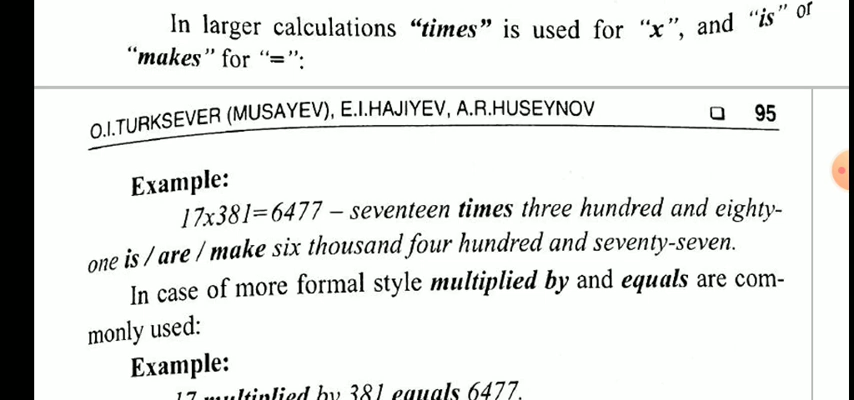 In larger calculations “times” is used for “x”, and “is” or
“makes” for “=”:
O.I.TURKSEVER (MUSAYEV), E.I.HAJIYEV, A.R.HUSEYNOV 95
Example:
17x381=6477 – seventeen times three hundred and eighty-
one is / are / make six thousand four hundred and seventy-seven.
In case of more formal style multiplied by and equals are com-
monly used:
Example:
17 multiplied by 381 equals 6477.